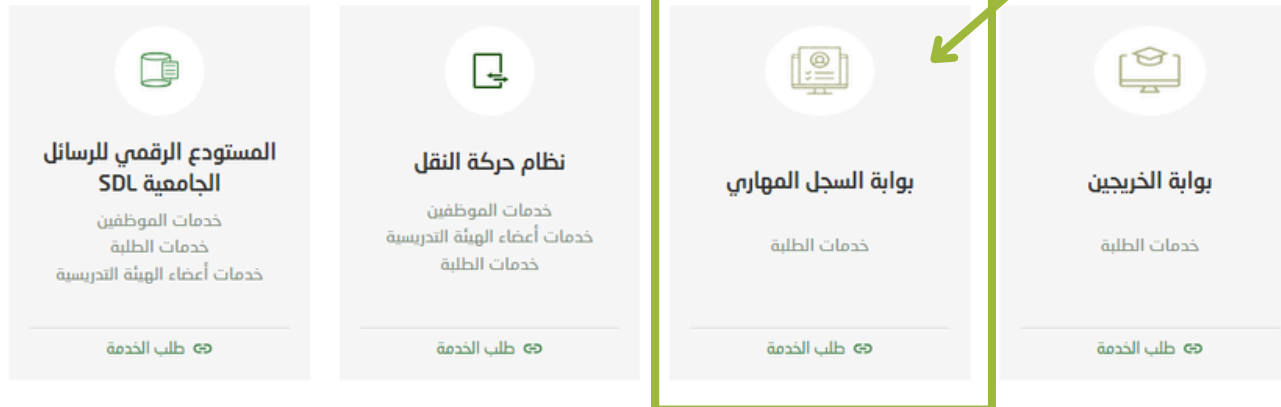 بوابة الخريجين
خدمات الطلبة
طلب الخدمة
بوابة السجل المهاري
خدمات الطلبة
طلب الخدمة
نظام حركة النقل
خدمات الموظفين
خدمات أعضاء الهيئة التدريسية
خدمات الطلبة
طلب الخدمة
المستودع الرقمي للرسائل
الجامعية SDL
خدمات الموظفين
خدمات الطلبة
خدمات أعضاء الهيئة التدريسية
طلب الخدمة